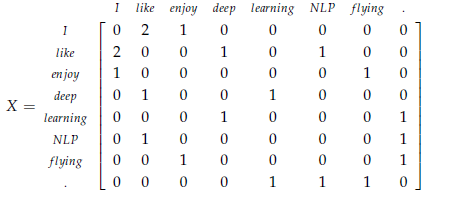 I like enjoy deep learning NLP flying .
I 0 2 1 0 0 0 0 0
like 2 0 0 1 0 1 0 0
enjoy 1 0 0 0 0 0 1 0
deep 0 1 0 0 1 0 0 0
X = learning 0 0 0 1 0 0 0 1
NLP 0 1 0 0 0 0 0 1
flying 0 0 1 0 0 0 0 1
. 0 0 0 0 1 1 1 0